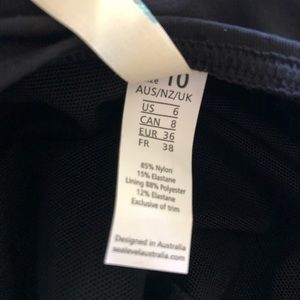 Size 10
AUS/NZ/UK
US 6
CAN 8
EUR 36
FR 38
85% Nylon
15% Elastane
Lining 88% Polyester
12% Elastane
Exclusive of trim
Designed in Australia
sealevelaustralia.com